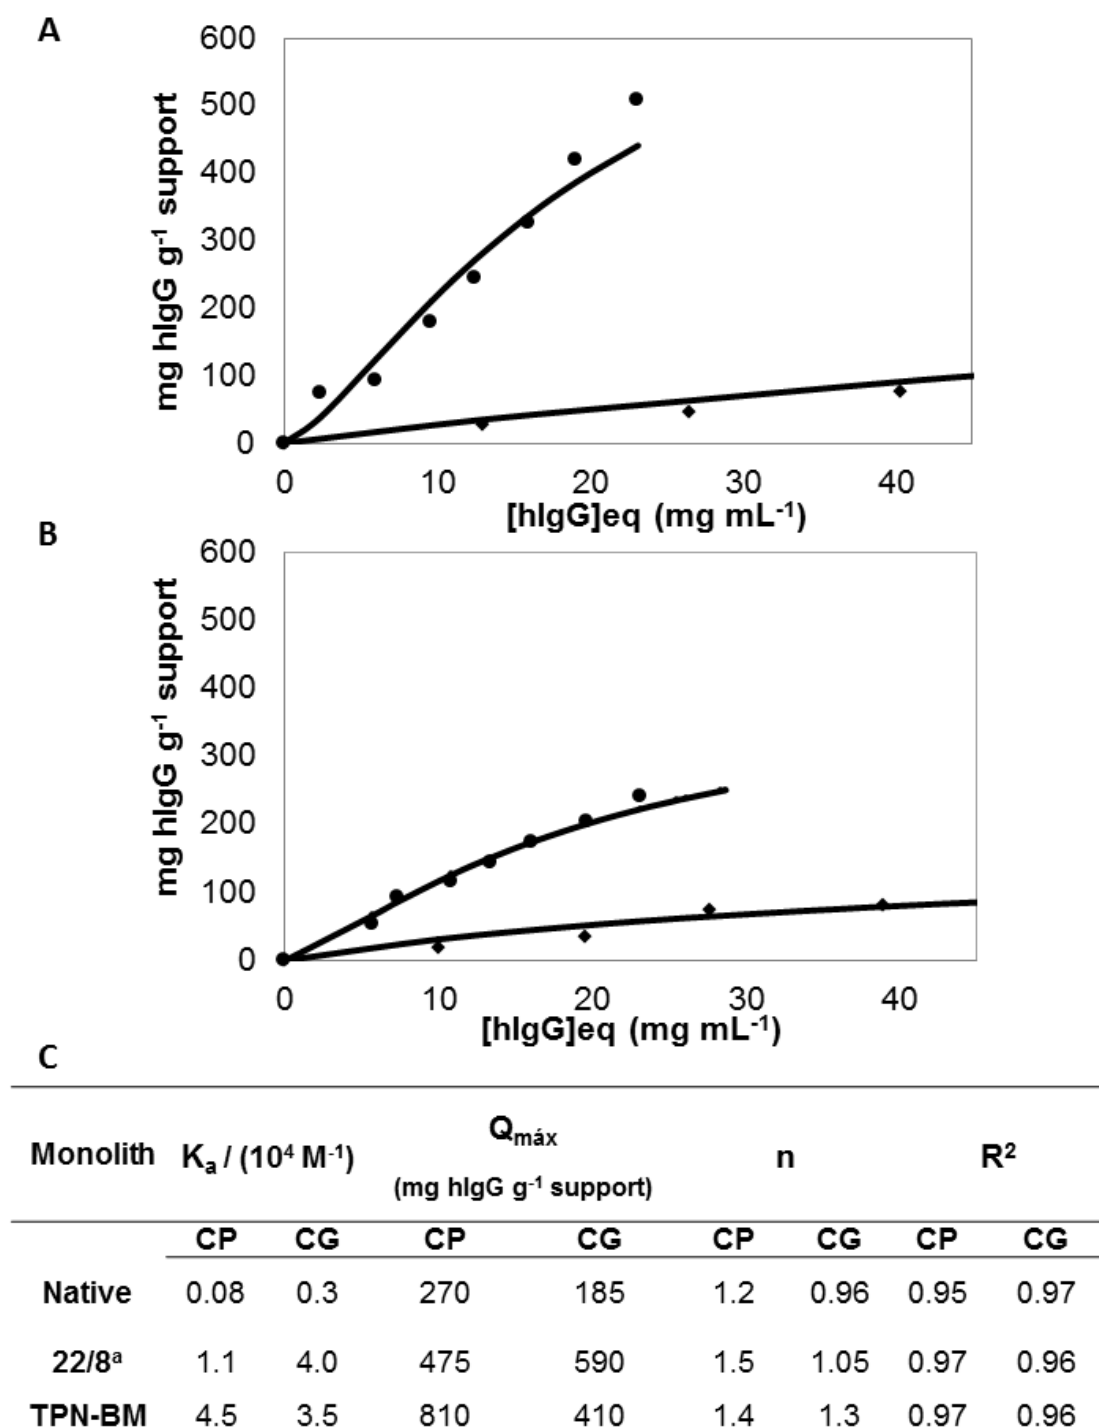 A
600
500
400
300
200
100
0
mg hIgG g-1 support
0 10 20 30 40
[hIgG]eq (mg mL-1)
B
600
500
400
300
200
100
0
mg hIgG g-1 support
0 10 20 30 40
[hIgG]eq (mg mL-1)
C
Monolith Ka / (10⁴ M-1) Qmáx (mg hIgG g-1 support) n R²
CP CG CP CG CP CG CP CG
Native 0.08 0.3 270 185 1.2 0.96 0.95 0.97
22/8ª 1.1 4.0 475 590 1.5 1.05 0.97 0.96
TPN-BM 4.5 3.5 810 410 1.4 1.3 0.97 0.96